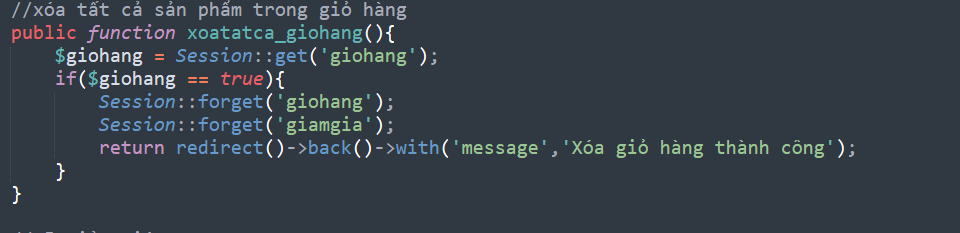 //xóa tất cả sản phẩm trong giỏ hàng
public function xoatatca_giohang(){
    $giohang = Session::get('giohang');
    if($giohang == true){
        Session::forget('giohang');
        Session::forget('giamgia');
        return redirect()->back()->with('message','Xóa giỏ hàng thành công');
    }
}